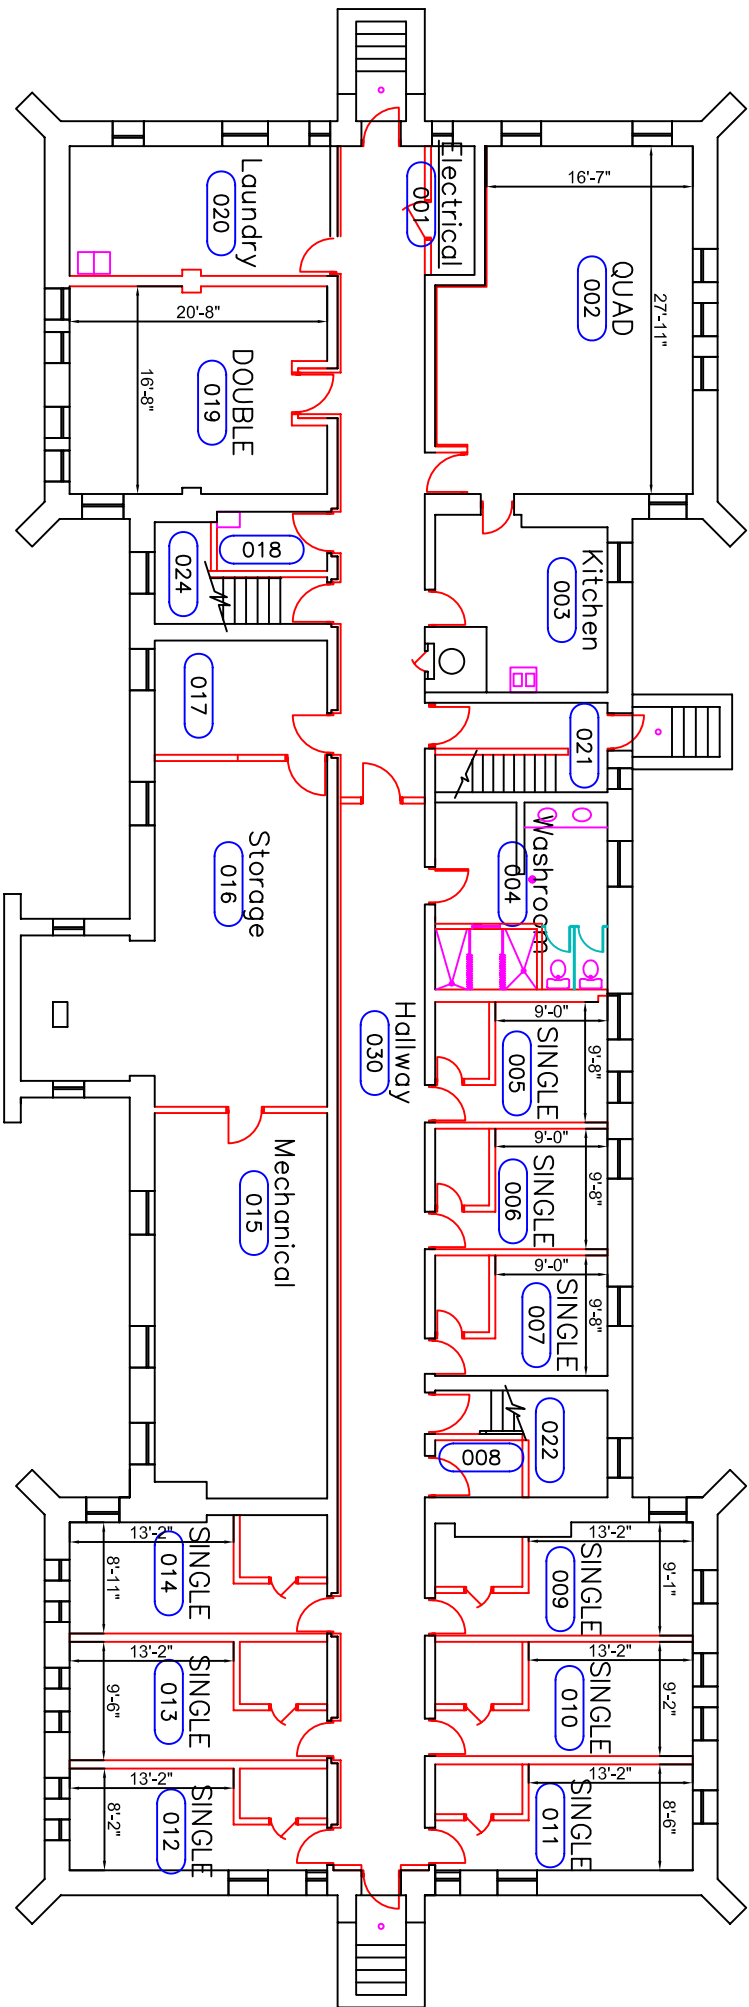 Electrical
001
16'-7"
QUAD
002
27'-11"
Laundry
020
20'-8"
DOUBLE
019
16'-8"
018
024
Kitchen
003
017
021
Storage
016
Washroom
004
Hallway
030
9'-0"
SINGLE
005
9'-8"
9'-0"
SINGLE
006
9'-8"
9'-0"
SINGLE
007
9'-8"
Mechanical
015
022
008
13'-2"
SINGLE
014
8'-11"
13'-2"
SINGLE
009
9'-1"
13'-2"
SINGLE
013
9'-6"
13'-2"
SINGLE
010
9'-2"
13'-2"
SINGLE
012
8'-2"
13'-2"
SINGLE
011
8'-6"